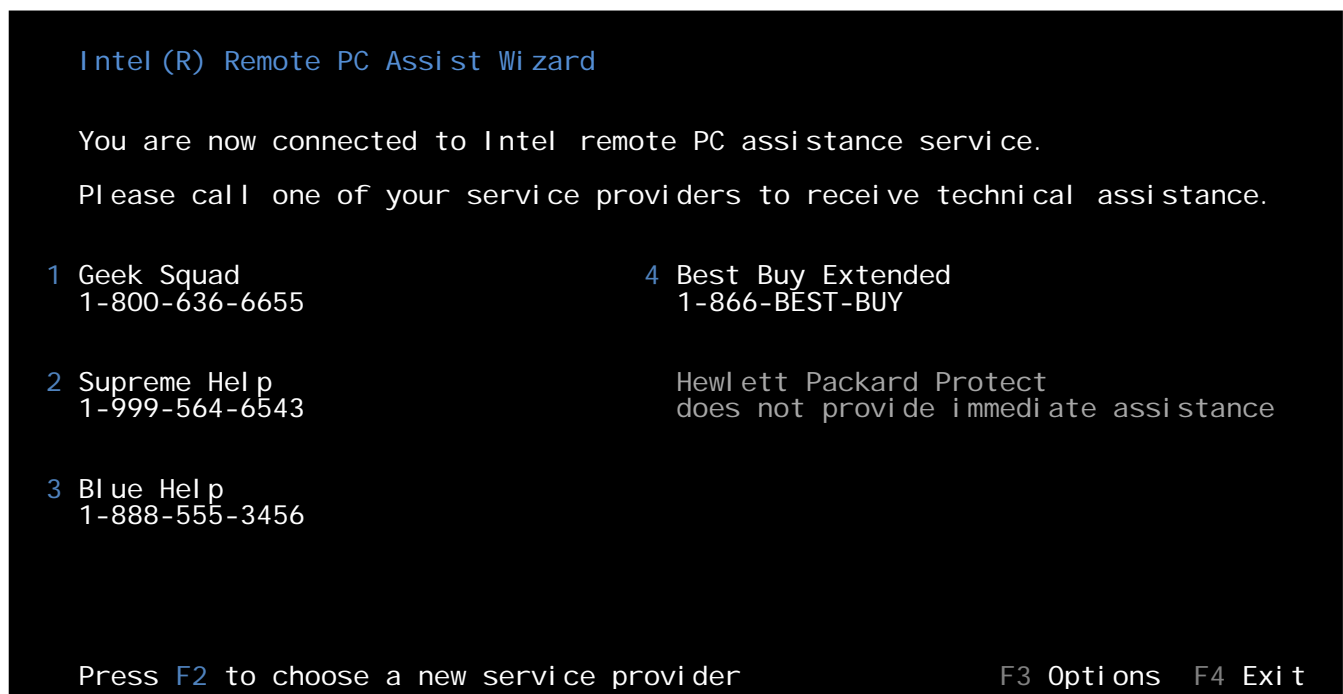 Intel(R) Remote PC Assist Wizard
You are now connected to Intel remote PC assistance service.
Please call one of your service providers to receive technical assistance.
1 Geek Squad
1-800-636-6655
2 Supreme Help
1-999-564-6543
3 Blue Help
1-888-555-3456
4 Best Buy Extended
1-866-BEST-BUY
Hewlett Packard Protect
does not provide immediate assistance
Press F2 to choose a new service provider
F3 Options F4 Exit